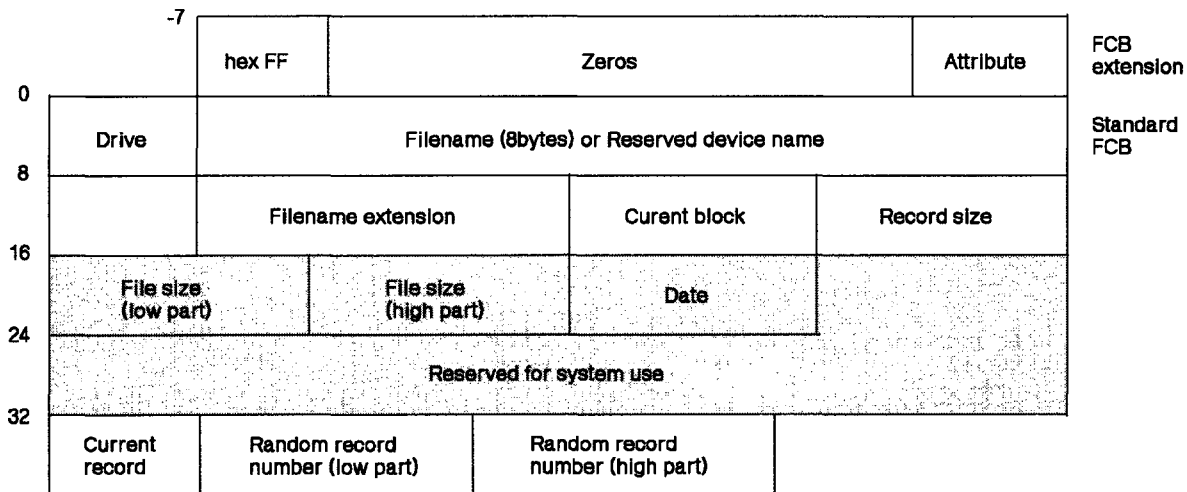 -7
hex FF
Zeros
Attribute
FCB
extension
0
Drive
Filename (8bytes) or Reserved device name
Standard
FCB
8
Filename extension
Curent block
Record size
16
File size
(low part)
File size
(high part)
Date
24
Reserved for system use
32
Current
record
Random record
number (low part)
Random record
number (high part)